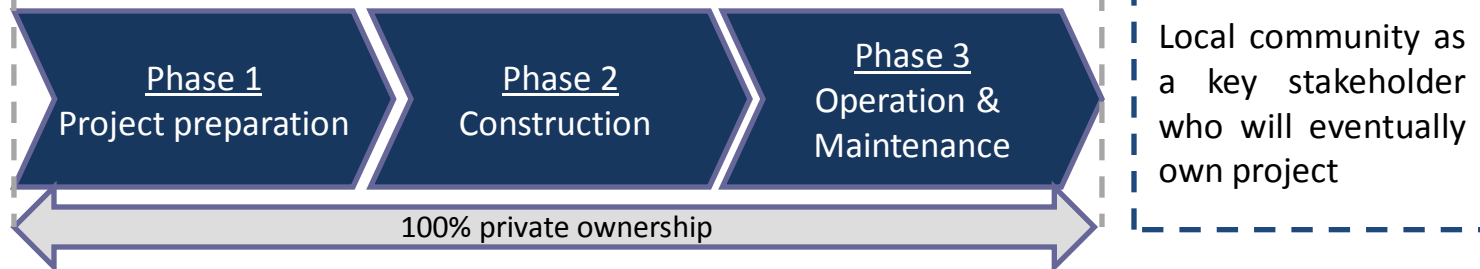 Phase 1
Project preparation
Phase 2
Construction
Phase 3
Operation &
Maintenance
100% private ownership
Local community as
a key stakeholder
who will eventually
own project